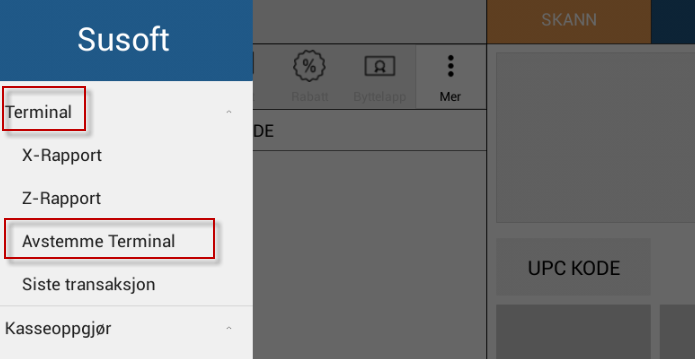 Susoft
Terminal
X-Rapport
Z-Rapport
Avstemme Terminal
Siste transaksjon
Kasseoppgjør
Rabatt
Byttelapp
Mer
DE
SKANN
UPC KODE